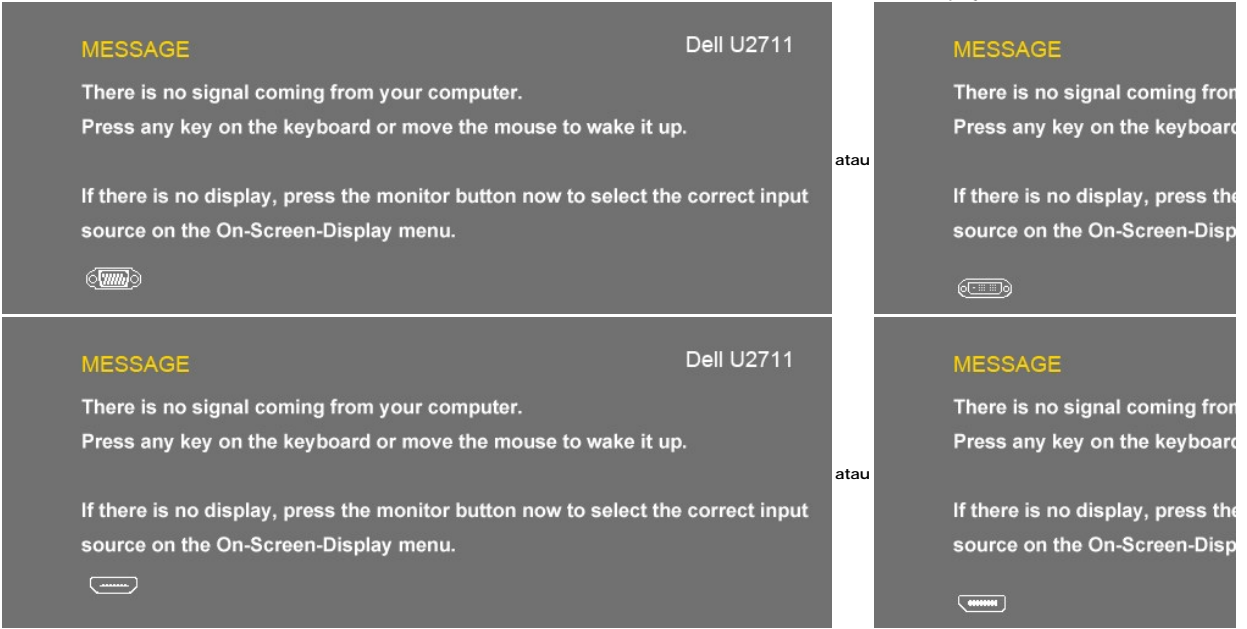 MESSAGE Dell U2711
There is no signal coming from your computer.
Press any key on the keyboard or move the mouse to wake it up.
If there is no display, press the monitor button now to select the correct input
source on the On-Screen-Display menu.
atau
MESSAGE
There is no signal coming from
Press any key on the keyboard
If there is no display, press the
source on the On-Screen-Disp
MESSAGE Dell U2711
There is no signal coming from your computer.
Press any key on the keyboard or move the mouse to wake it up.
If there is no display, press the monitor button now to select the correct input
source on the On-Screen-Display menu.
atau
MESSAGE
There is no signal coming from
Press any key on the keyboard
If there is no display, press the
source on the On-Screen-Disp